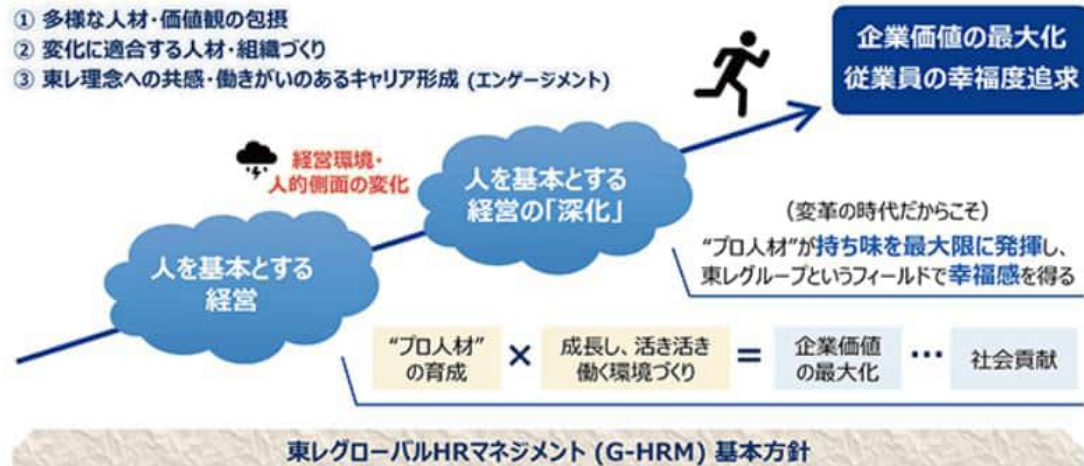 ① 多様な人材・価値観の包摂
② 変化に適合する人材・組織づくり
③ 東レ理念への共感・働きがいのあるキャリア形成 (エンゲージメント)
企業価値の最大化
従業員の幸福度追求
経営環境・
人的側面の変化
人を基本とする
経営の「深化」
人を基本とする
経営
（変革の時代だからこそ）
“プロ人材”が持ち味を最大限に発揮し、
東レグループというフィールドで幸福感を得る
“プロ人材”
の育成
×
成長し、活き活き
働く環境づくり
=
企業価値
の最大化
…
社会貢献
東レグローバルHRマネジメント (G-HRM) 基本方針